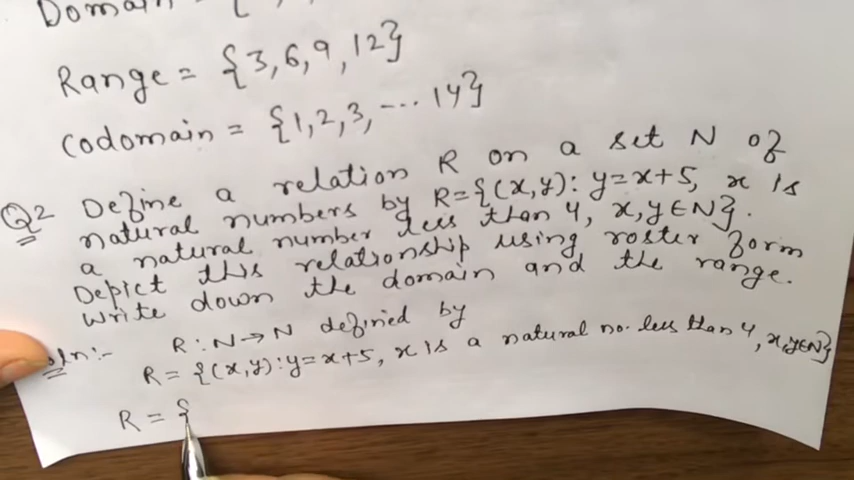 Domain = {
Range = {3,6,9,12}
Codomain = {1,2,3,---14}
Q2 Define a relation R on a set N of
natural numbers by R={(x,y): y=x+5, x is
a natural number less than 4, x,y∈N}.
Depict this relationship using roster form
Write down the domain and the range.
Soln:- R:N→N defined by
R = {(x,y):y=x+5, x is a natural no. less than 4, x,y∈N}
R = {